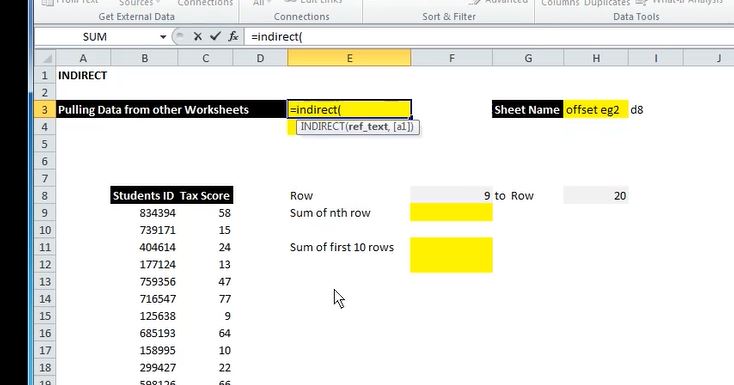 From Text Sources Connections All Edit Links Advanced Columns Duplicates What-If Analysis
Get External Data Connections Sort & Filter Data Tools
SUM fx =indirect(
A B C D E F G H I J
1 INDIRECT
2
3 Pulling Data from other Worksheets =indirect( Sheet Name offset eg2 d8
4 INDIRECT(ref_text, [a1])
5
6
7
8 Students ID Tax Score Row 9 to Row 20
9 834394 58 Sum of nth row
10 739171 15
11 404614 24 Sum of first 10 rows
12 177124 13
13 759356 47
14 716547 77
15 125638 9
16 685193 64
17 158995 10
18 299427 22
19 598126 66